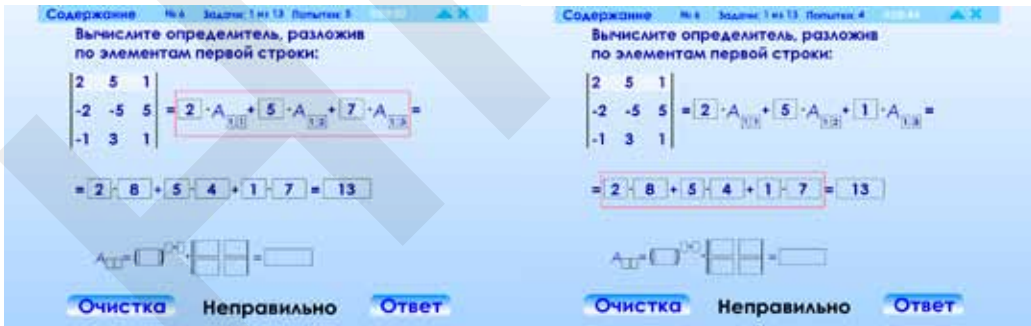 Содержание № 6 Задача: 1 из 13 Попытки: 5
Вычислите определитель, разложив
по элементам первой строки:
2 5 1
-2 -5 5 = 2 ·A11 + 5 ·A12 + 7 ·A13 =
-1 3 1
= 2 · 8 + 5 · 4 + 1 · 7 = 13
A = ( ) · =
Очистка Неправильно Ответ
Содержание № 6 Задача: 1 из 13 Попытки: 4
Вычислите определитель, разложив
по элементам первой строки:
2 5 1
-2 -5 5 = 2 ·A11 + 5 ·A12 + 1 ·A13 =
-1 3 1
= 2 · 8 + 5 · 4 + 1 · 7 = 13
A = ( ) · =
Очистка Неправильно Ответ